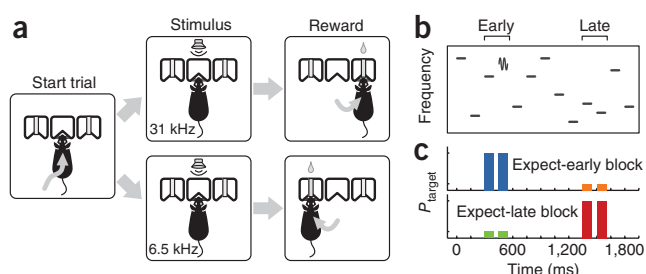 a
Start trial
Stimulus
Reward
31 kHz
6.5 kHz
b
Early
Late
Frequency
c
P target
Expect-early block
Expect-late block
0
600
1,200
1,800
Time (ms)